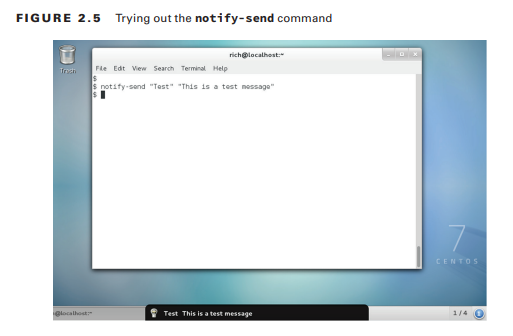 FIGURE 2.5 Trying out the notify-send command
Trash
rich@localhost:~
File Edit View Search Terminal Help
$
$ notify-send "Test" "This is a test message"
$
7
CENTOS
@localhost:~
Test This is a test message
1 / 4